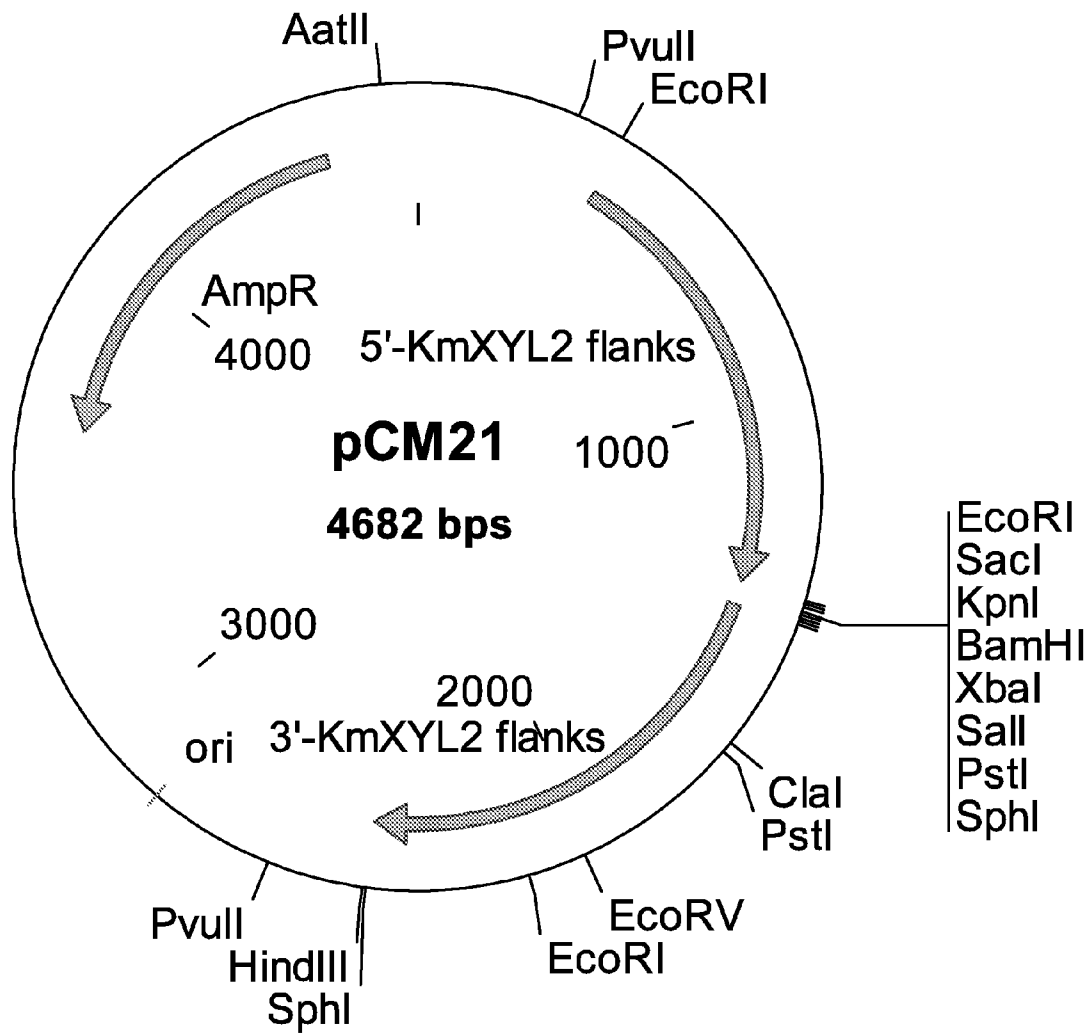 AatII
PvuII
EcoRI
AmpR
4000
5'-KmXYL2 flanks
pCM21
1000
4682 bps
EcoRI
SacI
KpnI
BamHI
XbaI
SalI
PstI
SphI
3000
2000
ori
3'-KmXYL2 flanks
ClaI
PstI
PvuII
EcoRV
HindIII
EcoRI
SphI